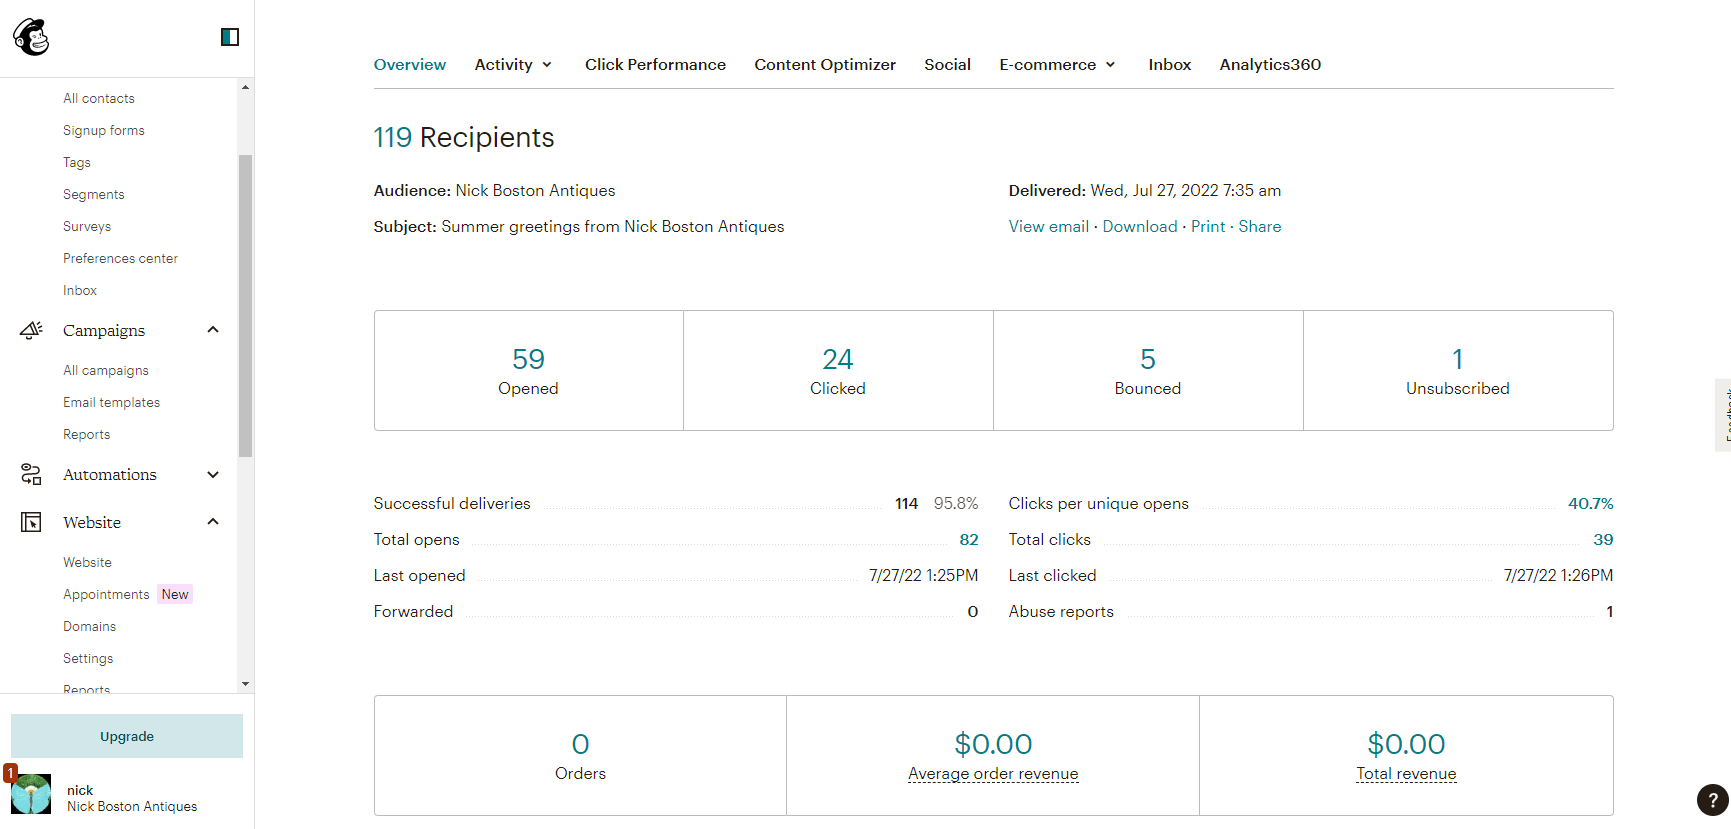 All contacts
Signup forms
Tags
Segments
Surveys
Preferences center
Inbox
Campaigns
All campaigns
Email templates
Reports
Automations
Website
Website
Appointments New
Domains
Settings
Reports
Upgrade
1
nick
Nick Boston Antiques
Overview Activity Click Performance Content Optimizer Social E-commerce Inbox Analytics360
119 Recipients
Audience: Nick Boston Antiques
Delivered: Wed, Jul 27, 2022 7:35 am
Subject: Summer greetings from Nick Boston Antiques
View email · Download · Print · Share
59 24 5 1
Opened Clicked Bounced Unsubscribed
Successful deliveries 114 95.8% Clicks per unique opens 40.7%
Total opens 82 Total clicks 39
Last opened 7/27/22 1:25PM Last clicked 7/27/22 1:26PM
Forwarded 0 Abuse reports 1
0 $0.00 $0.00
Orders Average order revenue Total revenue
Feedback
?